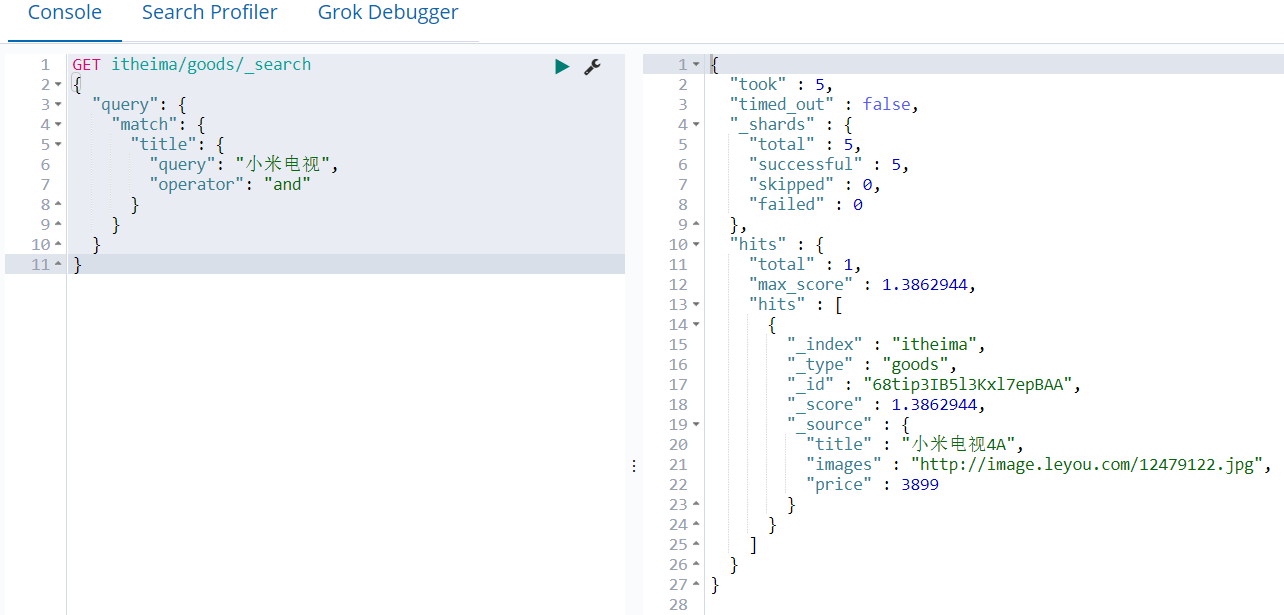 Console Search Profiler Grok Debugger
1 GET itheima/goods/_search
2 {
3 "query": {
4 "match": {
5 "title": {
6 "query": "小米电视",
7 "operator": "and"
8 }
9 }
10 }
11 }
1 {
2 "took" : 5,
3 "timed_out" : false,
4 "_shards" : {
5 "total" : 5,
6 "successful" : 5,
7 "skipped" : 0,
8 "failed" : 0
9 },
10 "hits" : {
11 "total" : 1,
12 "max_score" : 1.3862944,
13 "hits" : [
14 {
15 "_index" : "itheima",
16 "_type" : "goods",
17 "_id" : "68tip3IB5l3Kxl7epBAA",
18 "_score" : 1.3862944,
19 "_source" : {
20 "title" : "小米电视4A",
21 "images" : "http://image.leyou.com/12479122.jpg",
22 "price" : 3899
23 }
24 }
25 ]
26 }
27 }
28